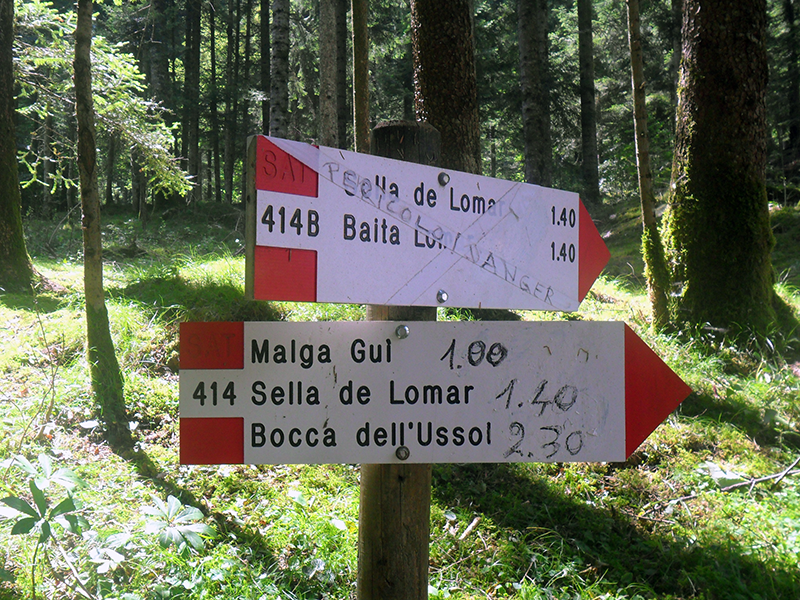 SAT
PERICOLO / DANGER
Sella de Lomar 1.40
414B Baita Lom 1.40
SAT
Malga Gui 1.00
414 Sella de Lomar 1.40
Bocca dell'Ussol 2.30